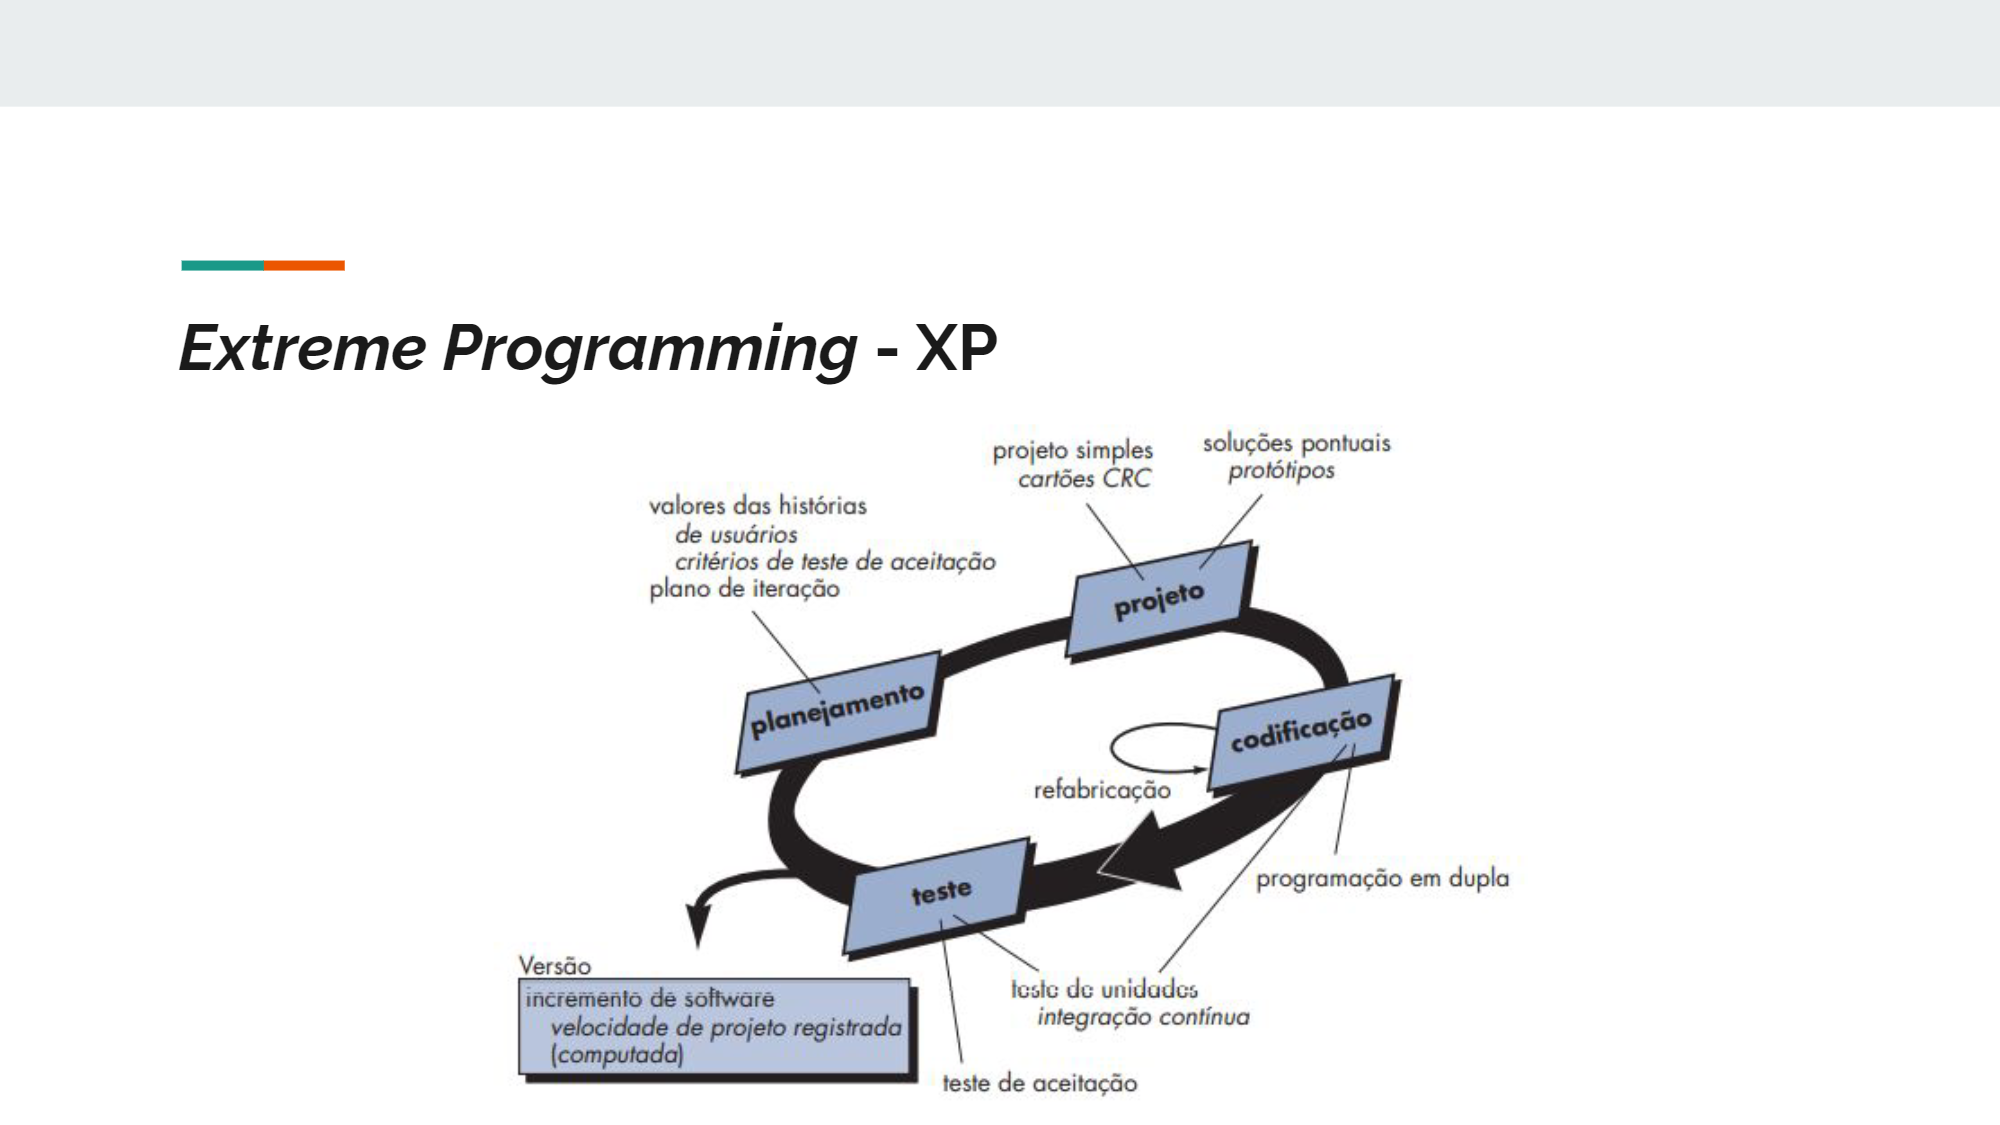 Extreme Programming - XP
projeto simples
cartões CRC
soluções pontuais
protótipos
valores das histórias
de usuários
critérios de teste de aceitação
plano de iteração
projeto
planejamento
codificação
refabricação
programação em dupla
teste
Versão
incremento de software
velocidade de projeto registrada
(computada)
teste de unidades
integração contínua
teste de aceitação